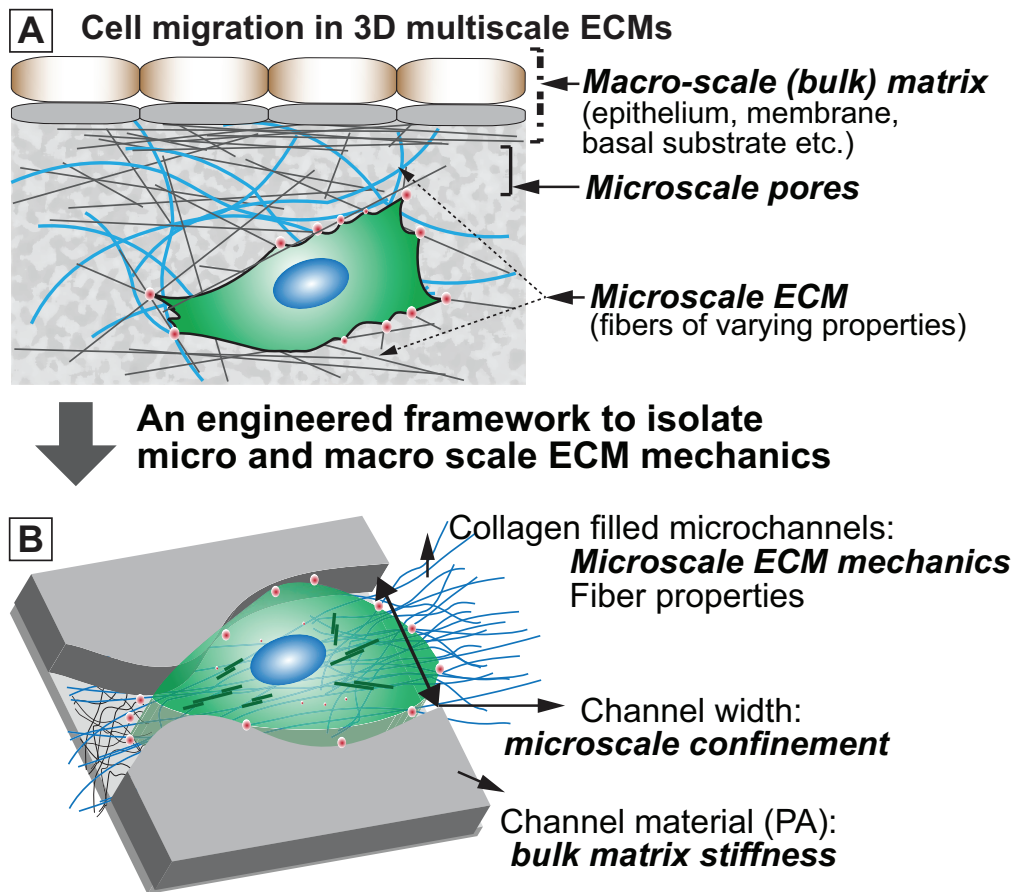 A Cell migration in 3D multiscale ECMs
Macro-scale (bulk) matrix
(epithelium, membrane,
basal substrate etc.)
Microscale pores
Microscale ECM
(fibers of varying properties)
An engineered framework to isolate
micro and macro scale ECM mechanics
B
Collagen filled microchannels:
Microscale ECM mechanics
Fiber properties
Channel width:
microscale confinement
Channel material (PA):
bulk matrix stiffness